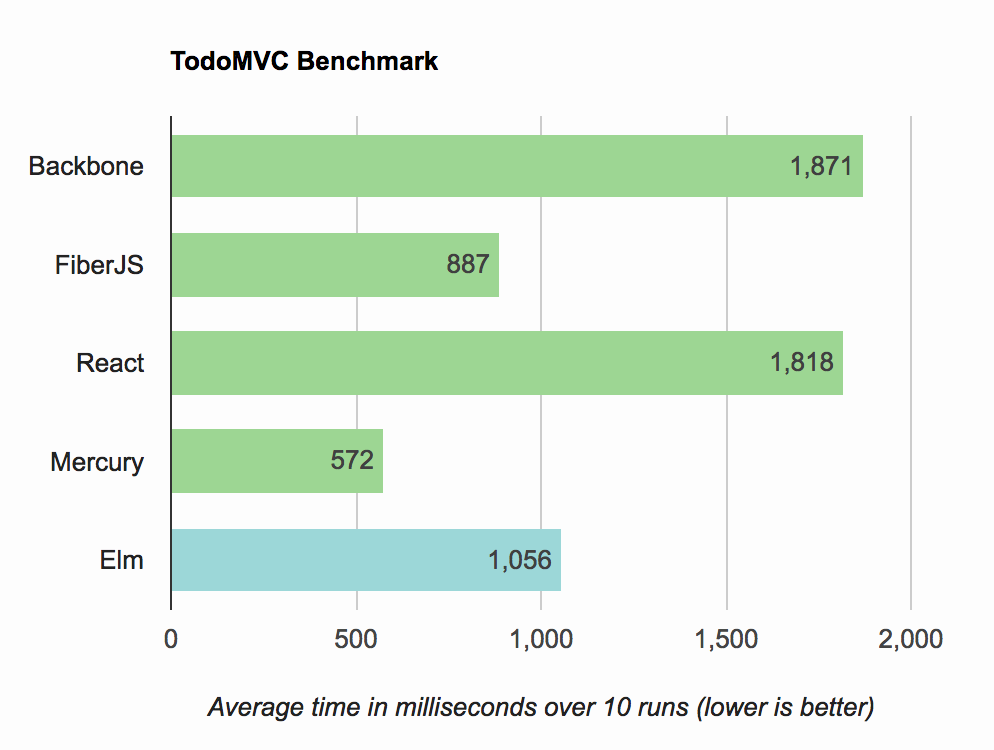 TodoMVC Benchmark
Backbone 1,871
FiberJS 887
React 1,818
Mercury 572
Elm 1,056
0 500 1,000 1,500 2,000
Average time in milliseconds over 10 runs (lower is better)